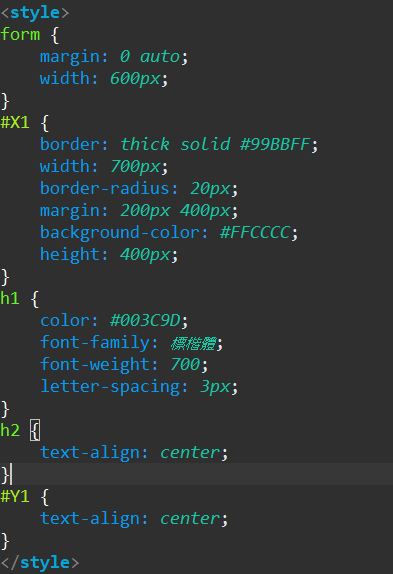 <style>
form {
margin: 0 auto;
width: 600px;
}
#X1 {
border: thick solid #99BBFF;
width: 700px;
border-radius: 20px;
margin: 200px 400px;
background-color: #FFCCCC;
height: 400px;
}
h1 {
color: #003C9D;
font-family: 標楷體;
font-weight: 700;
letter-spacing: 3px;
}
h2 {
text-align: center;
}
#Y1 {
text-align: center;
}
</style>